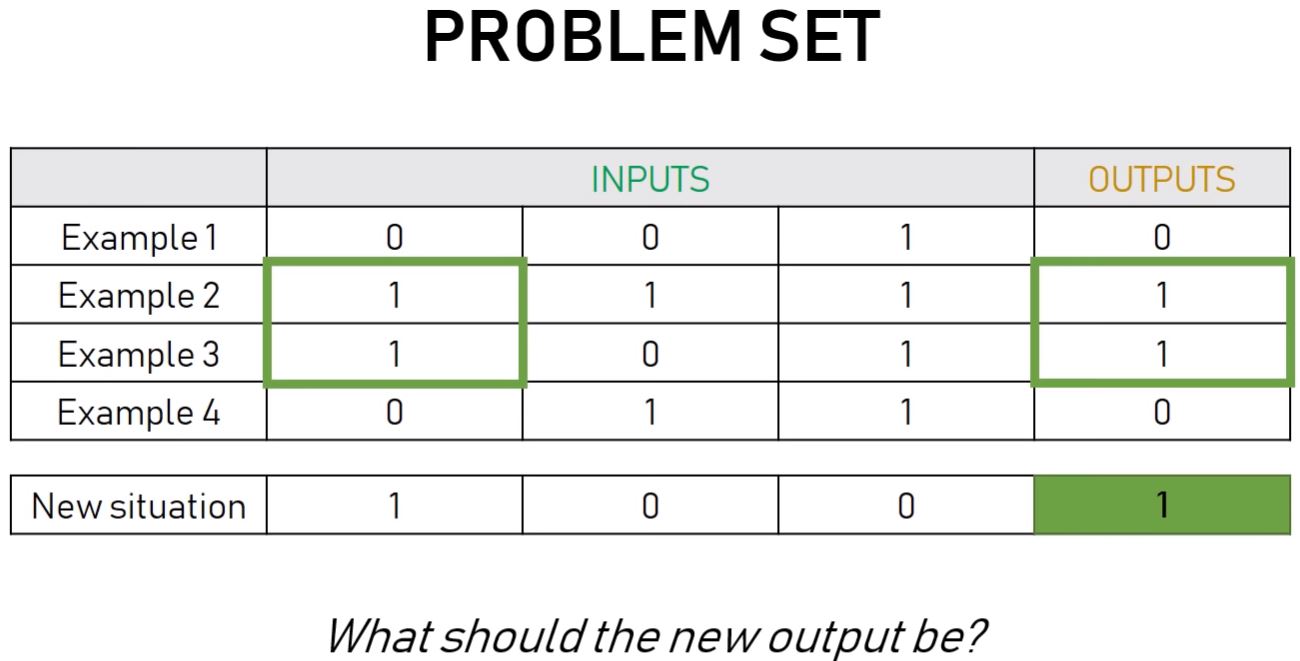 PROBLEM SET
INPUTS OUTPUTS
Example 1 0 0 1 0
Example 2 1 1 1 1
Example 3 1 0 1 1
Example 4 0 1 1 0
New situation 1 0 0 1
What should the new output be?